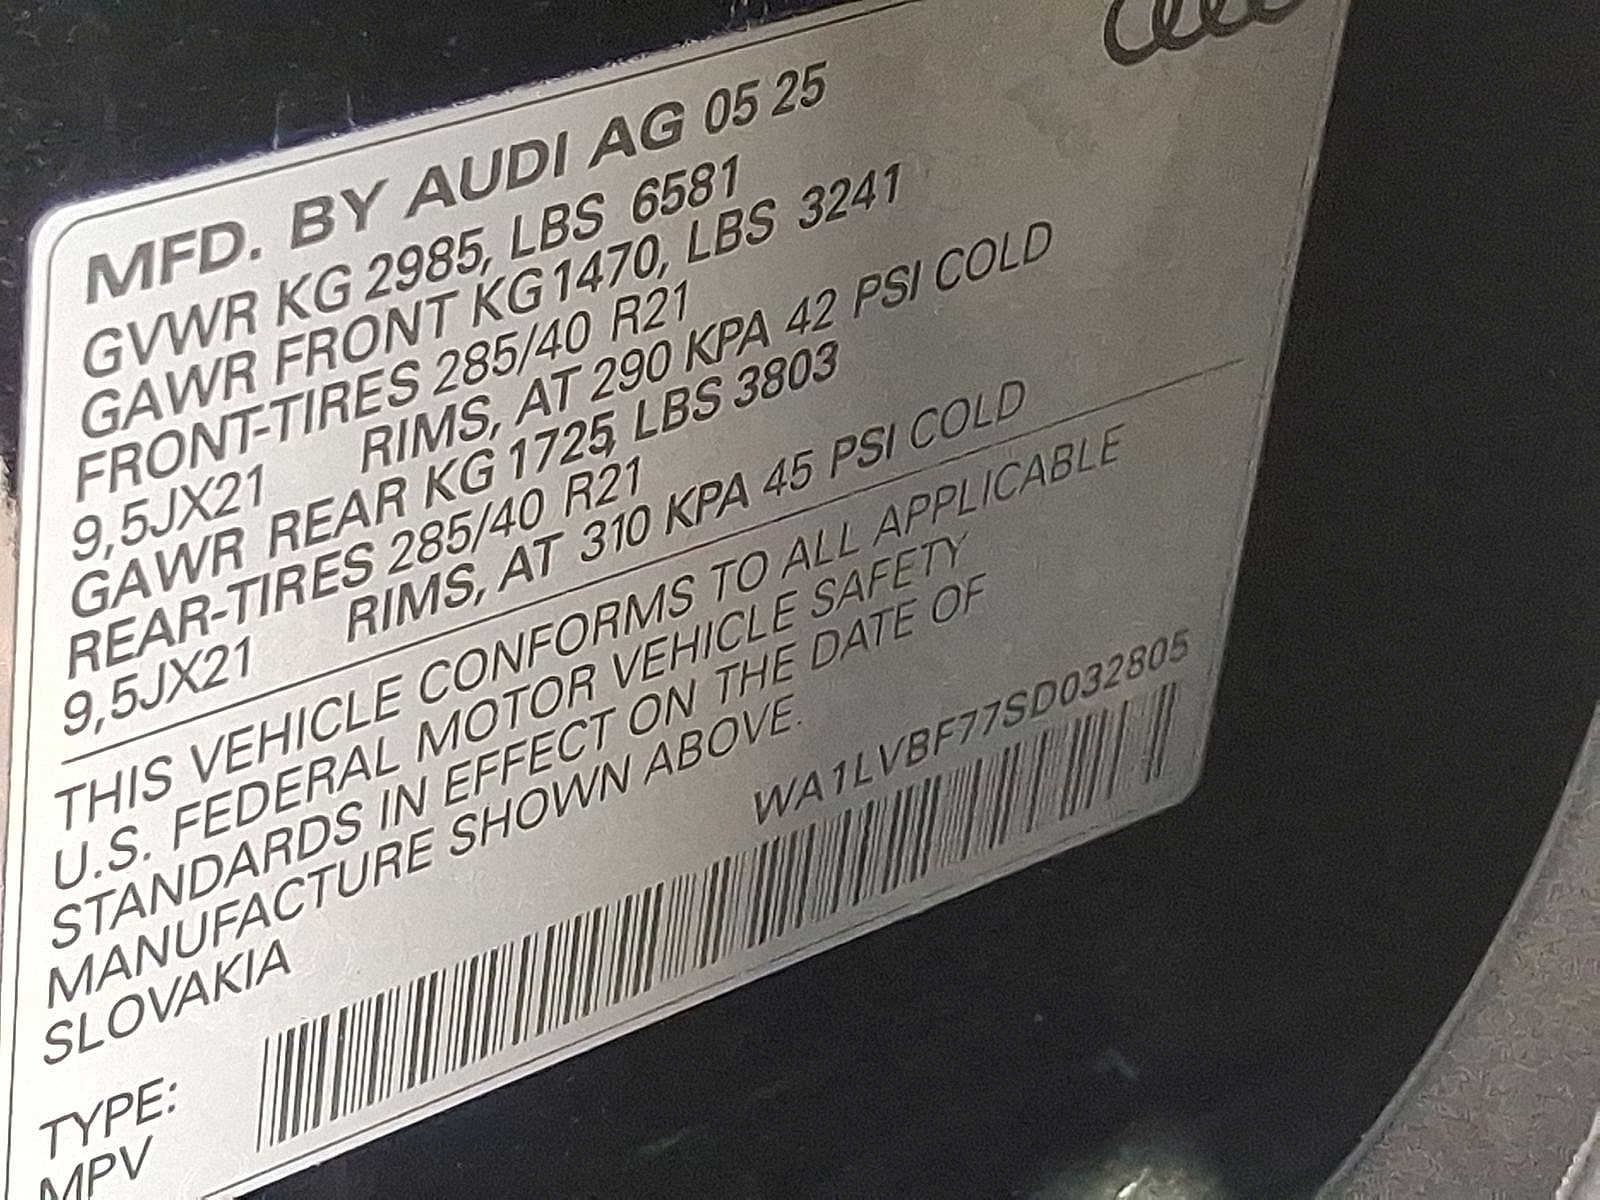 MFD. BY AUDI AG 05 25
GVWR KG 2985, LBS 6581
GAWR FRONT KG 1470, LBS 3241
FRONT-TIRES 285/40 R21
9,5JX21 RIMS, AT 290 KPA 42 PSI COLD
GAWR REAR KG 1725, LBS 3803
REAR-TIRES 285/40 R21
9,5JX21 RIMS, AT 310 KPA 45 PSI COLD
THIS VEHICLE CONFORMS TO ALL APPLICABLE
U.S. FEDERAL MOTOR VEHICLE SAFETY
STANDARDS IN EFFECT ON THE DATE OF
MANUFACTURE SHOWN ABOVE.
SLOVAKIA
WA1LVBF77SD032805
TYPE:
MPV